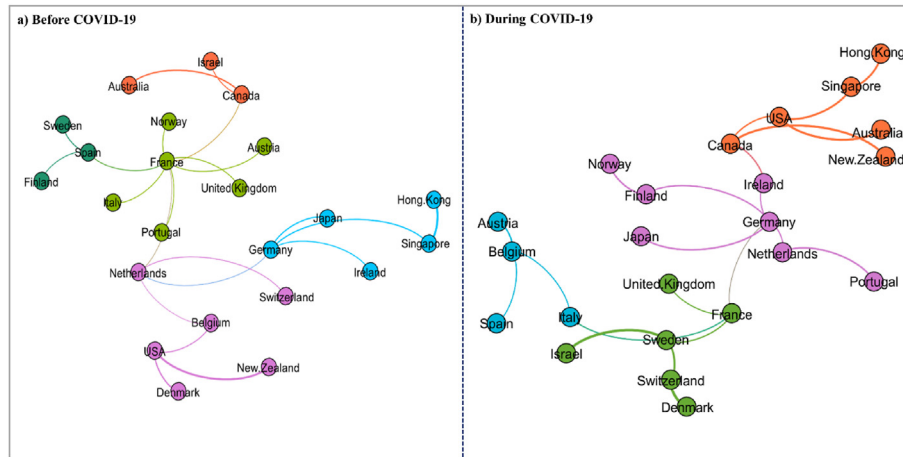 a) Before COVID-19
Israel
Australia
Canada
Sweden
Norway
Spain
France
Austria
Finland
United Kingdom
Italy
Portugal
Japan
Hong.Kong
Germany
Singapore
Netherlands
Ireland
Switzerland
Belgium
USA
New.Zealand
Denmark
b) During COVID-19
Hong.Kong
Singapore
USA
Canada
Australia
New.Zealand
Norway
Finland
Ireland
Austria
Japan
Germany
Belgium
Netherlands
United.Kingdom
Portugal
Spain
Italy
France
Israel
Sweden
Switzerland
Denmark